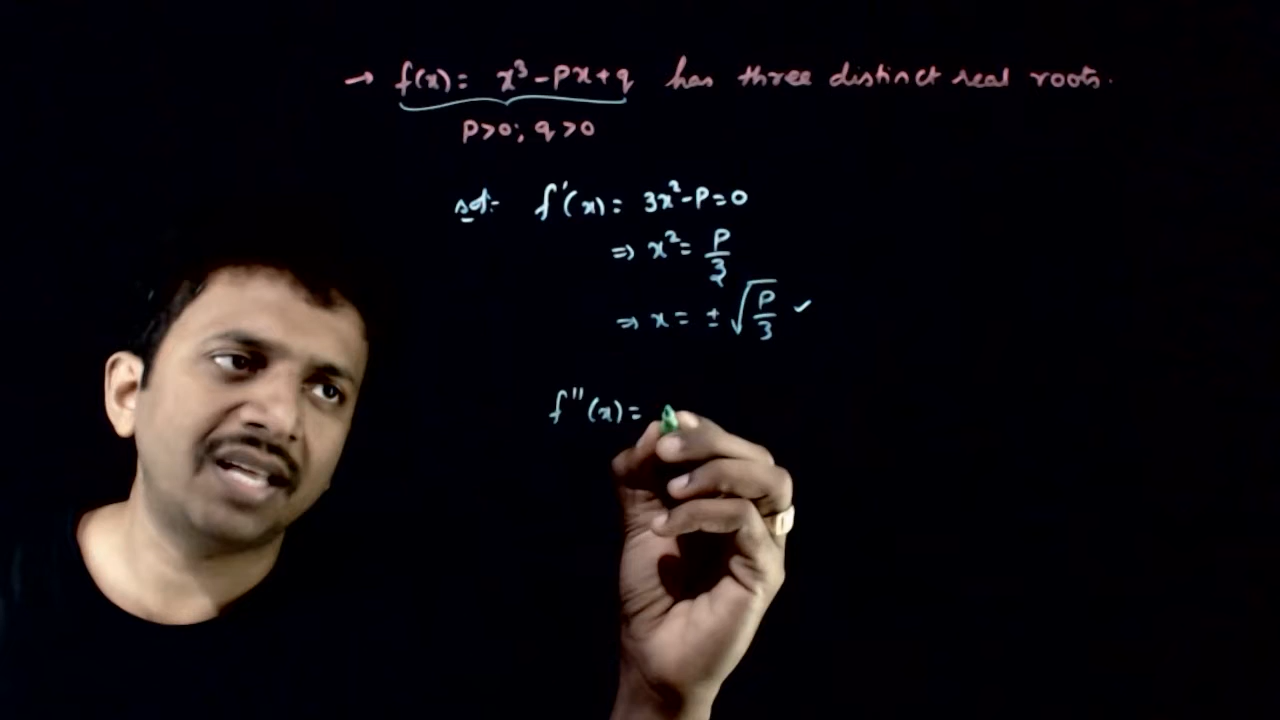 → f(x) = x³ - px + q has three distinct real roots.
p>0; q>0
sol:- f'(x) = 3x² - p = 0
⇒ x² = p/3
⇒ x = ± √(p/3) ✓
f''(x) =